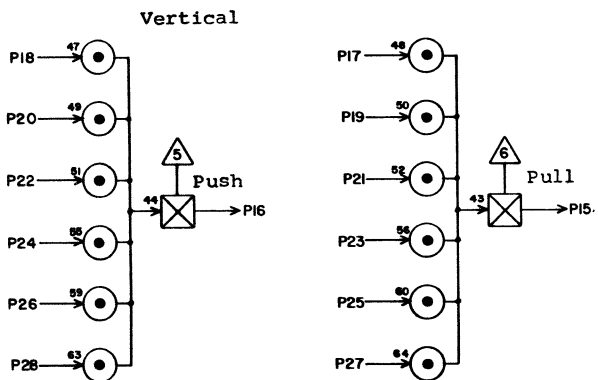 Vertical
P18 47
P20 49
P22 51
P24 55
P26 59
P28 63
44
5
Push
P16
P17 48
P19 50
P21 52
P23 56
P25 60
P27 64
43
6
Pull
P15.